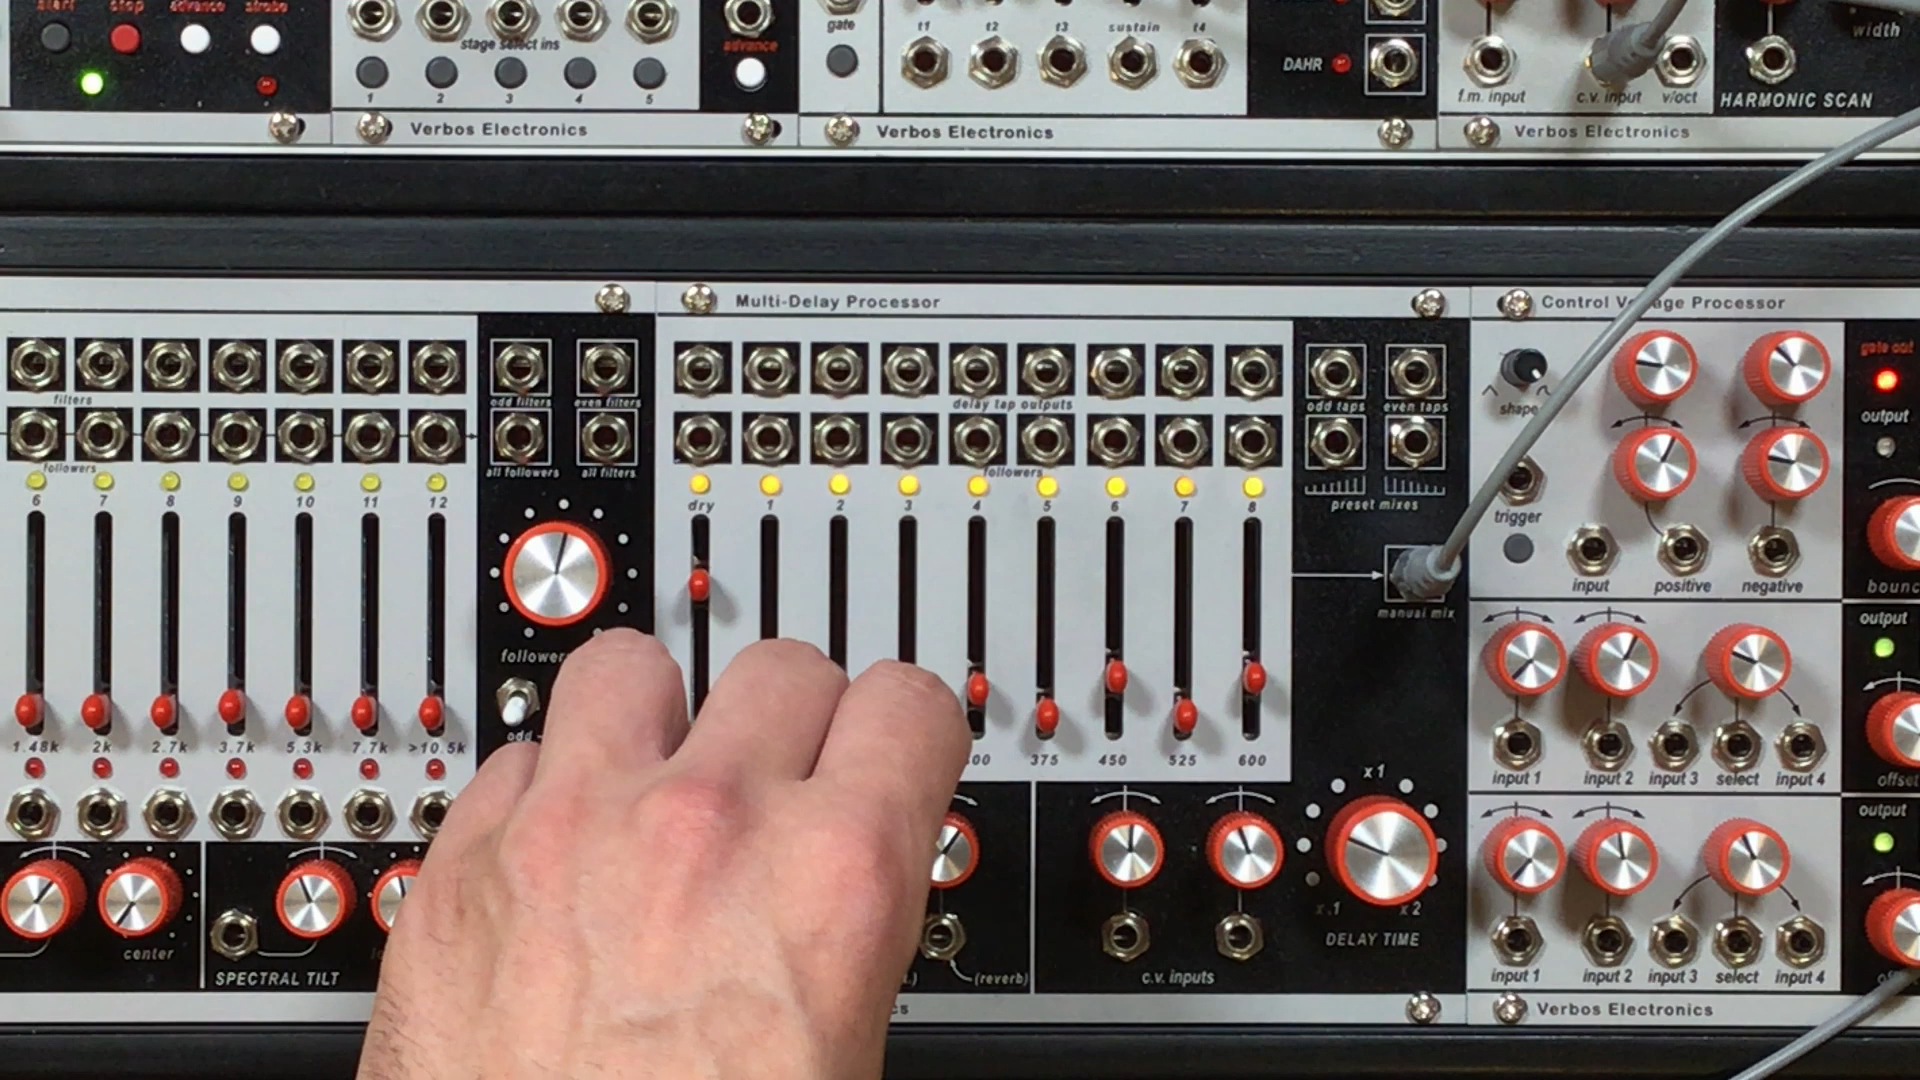 start stop advance strobe
stage select ins
1 2 3 4 5
advance
gate
t1 t2 t3 sustain t4
DAHR
f.m. input c.v. input v/oct
width
HARMONIC SCAN
Verbos Electronics
Verbos Electronics
Verbos Electronics
Multi-Delay Processor
Control Voltage Processor
filters
followers
6 7 8 9 10 11 12
1.48k 2k 2.7k 3.7k 5.3k 7.7k >10.5k
odd filters even filters
all followers all filters
followers
odd
center
SPECTRAL TILT
delay tap outputs
followers
dry 1 2 3 4 5 6 7 8
375 450 525 600
odd taps even taps
preset mixes
manual mix
(reverb)
c.v. inputs
x1
x.1 x2
DELAY TIME
shape
trigger
input positive negative
gate out
output
input 1 input 2 input 3 select input 4
output
offset
input 1 input 2 input 3 select input 4
output
Verbos Electronics